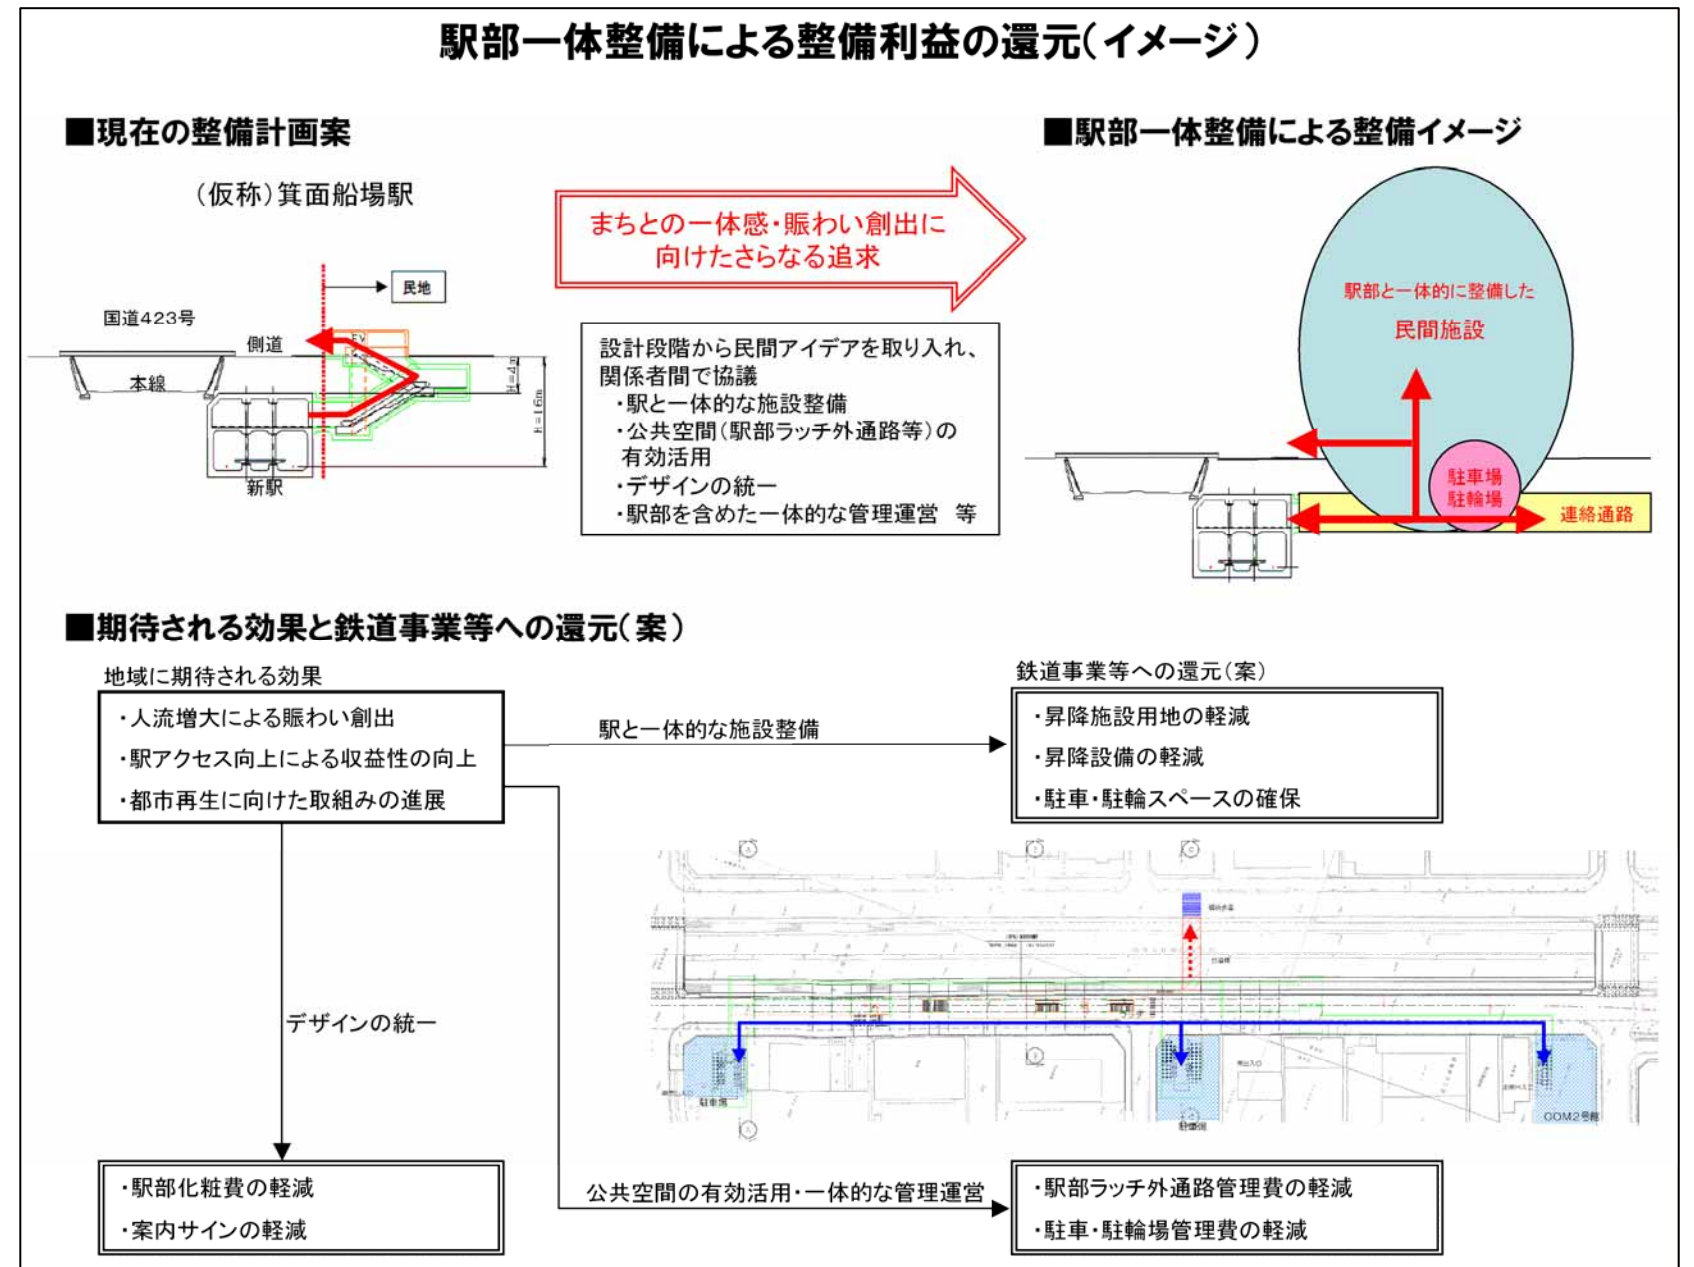 駅部一体整備による整備利益の還元(イメージ)
■現在の整備計画案
(仮称)箕面船場駅
民地
国道423号
側道
EV
本線
H=4m
H=16m
新駅
まちとの一体感・賑わい創出に
向けたさらなる追求
設計段階から民間アイデアを取り入れ、
関係者間で協議
・駅と一体的な施設整備
・公共空間(駅部ラッチ外通路等)の
有効活用
・デザインの統一
・駅部を含めた一体的な管理運営 等
■駅部一体整備による整備イメージ
駅部と一体的に整備した
民間施設
駐車場
駐輪場
連絡通路
■期待される効果と鉄道事業等への還元(案)
地域に期待される効果
・人流増大による賑わい創出
・駅アクセス向上による収益性の向上
・都市再生に向けた取組みの進展
駅と一体的な施設整備
鉄道事業等への還元(案)
・昇降施設用地の軽減
・昇降設備の軽減
・駐車・駐輪スペースの確保
デザインの統一
駐車場
COM2号館
・駅部化粧費の軽減
・案内サインの軽減
公共空間の有効活用・一体的な管理運営
・駅部ラッチ外通路管理費の軽減
・駐車・駐輪場管理費の軽減